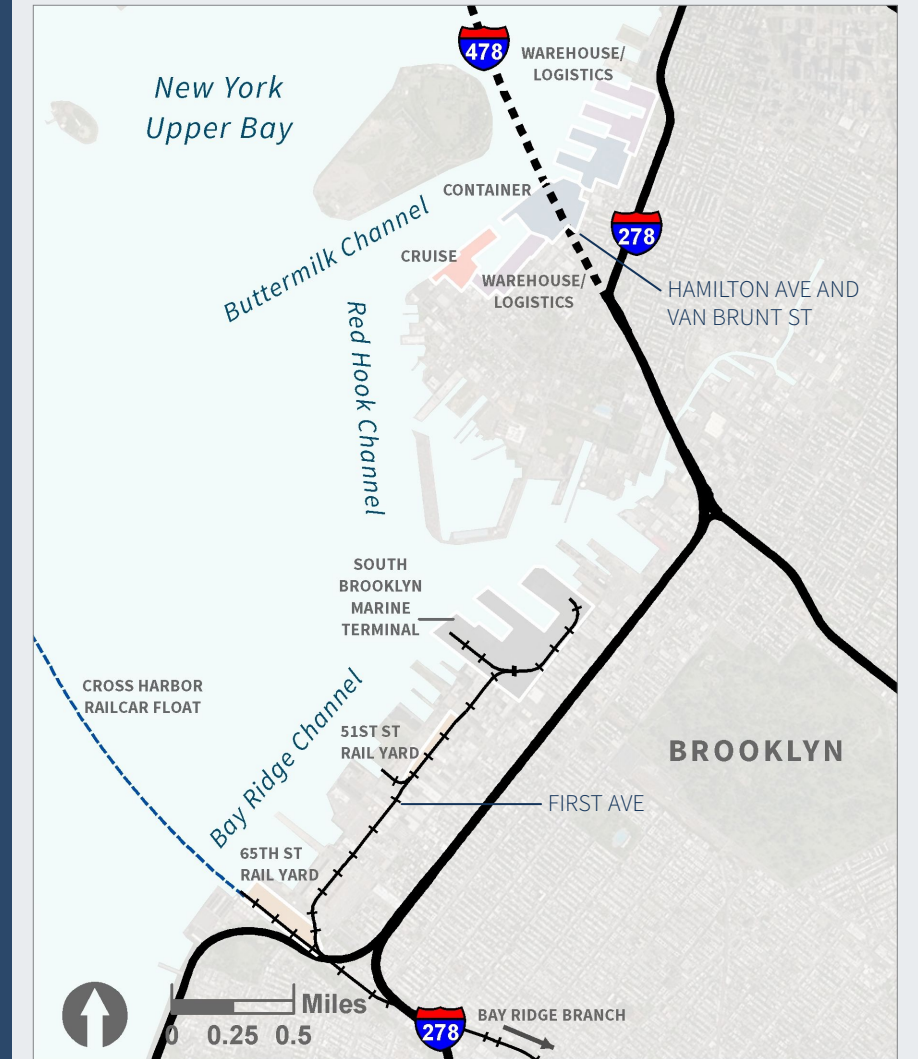 478
WAREHOUSE/
LOGISTICS
New York
Upper Bay
CONTAINER
Buttermilk Channel
278
CRUISE
WAREHOUSE/
LOGISTICS
HAMILTON AVE AND
VAN BRUNT ST
Red Hook Channel
SOUTH
BROOKLYN
MARINE
TERMINAL
CROSS HARBOR
RAILCAR FLOAT
Bay Ridge Channel
51ST ST
RAIL YARD
BROOKLYN
FIRST AVE
65TH ST
RAIL YARD
Miles
0 0.25 0.5
278
BAY RIDGE BRANCH